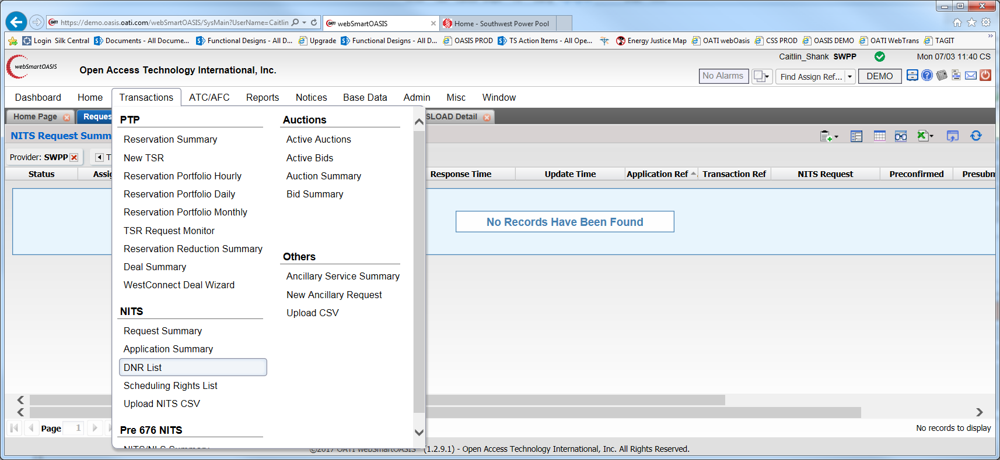 https://demo.oasis.oati.com/webSmartOASIS/SysMain?UserName=Caitlin
OATI webSmartOASIS
Home - Southwest Power Pool
Login Silk Central Documents - All Docume... Functional Designs - All D... Upgrade Functional Designs - All D... OASIS PROD TS Action Items - All Ope... Energy Justice Map OATI webOasis CSS PROD OASIS DEMO OATI WebTrans TAGIT
webSmartOASIS
Open Access Technology International, Inc.
Caitlin_Shank SWPP Mon 07/03 11:40 CS
No Alarms Find Assign Ref... DEMO
Dashboard Home Transactions ATC/AFC Reports Notices Base Data Admin Misc Window
Home Page Reques SLOAD Detail
NITS Request Summ
Provider: SWPP T
Status Assig Response Time Update Time Application Ref Transaction Ref NITS Request Preconfirmed Presubm
No Records Have Been Found
PTP
Reservation Summary
New TSR
Reservation Portfolio Hourly
Reservation Portfolio Daily
Reservation Portfolio Monthly
TSR Request Monitor
Reservation Reduction Summary
Deal Summary
WestConnect Deal Wizard
NITS
Request Summary
Application Summary
DNR List
Scheduling Rights List
Upload NITS CSV
Pre 676 NITS
NITS/NLS Summary
Auctions
Active Auctions
Active Bids
Auction Summary
Bid Summary
Others
Ancillary Service Summary
New Ancillary Request
Upload CSV
Page 1
No records to display
©2017 OATI webSmartOASIS (1.2.9.1) - Open Access Technology International, Inc. All Rights Reserved.